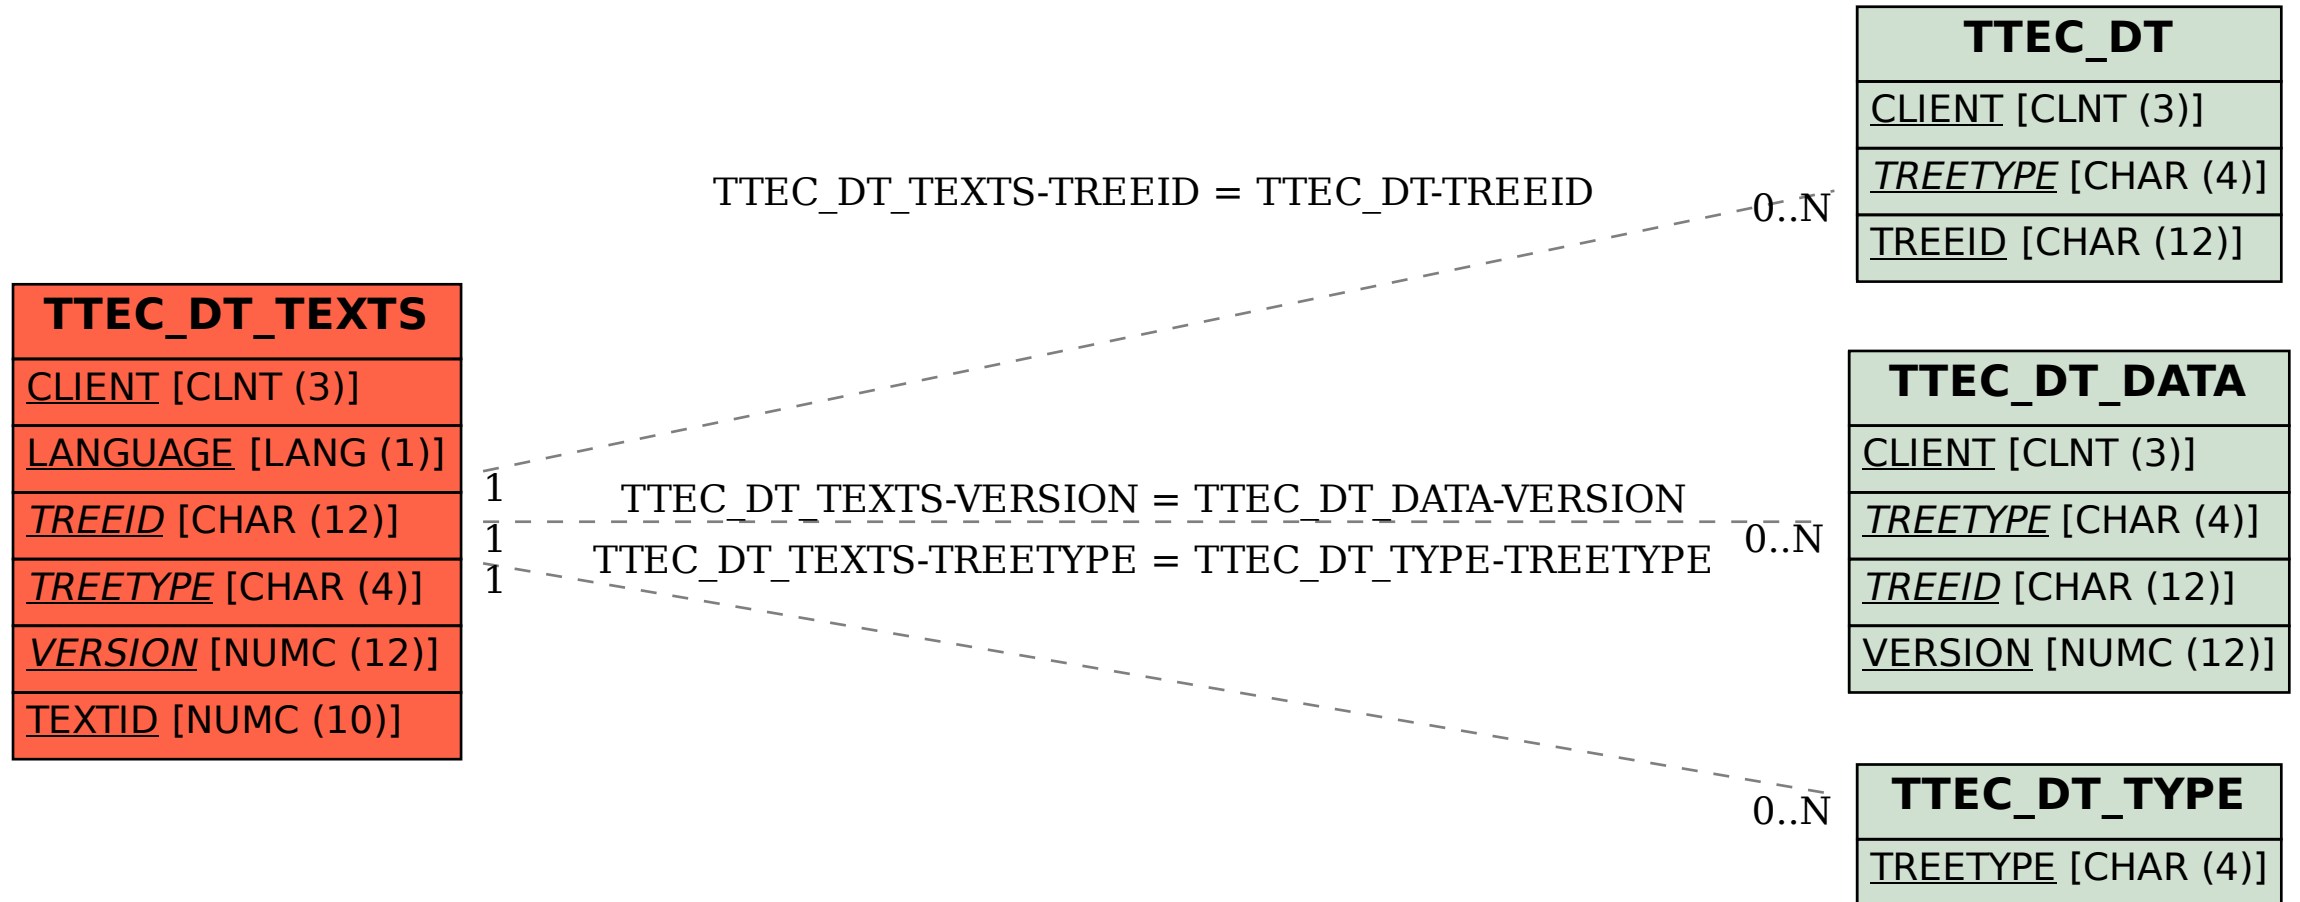 TTEC_DT_TEXTS
CLIENT [CLNT (3)]
LANGUAGE [LANG (1)]
TREEID [CHAR (12)]
TREETYPE [CHAR (4)]
VERSION [NUMC (12)]
TEXTID [NUMC (10)]
TTEC_DT_TEXTS-TREEID = TTEC_DT-TREEID
1
0..N
TTEC_DT_TEXTS-VERSION = TTEC_DT_DATA-VERSION
1
0..N
TTEC_DT_TEXTS-TREETYPE = TTEC_DT_TYPE-TREETYPE
1
0..N
TTEC_DT
CLIENT [CLNT (3)]
TREETYPE [CHAR (4)]
TREEID [CHAR (12)]
TTEC_DT_DATA
CLIENT [CLNT (3)]
TREETYPE [CHAR (4)]
TREEID [CHAR (12)]
VERSION [NUMC (12)]
TTEC_DT_TYPE
TREETYPE [CHAR (4)]